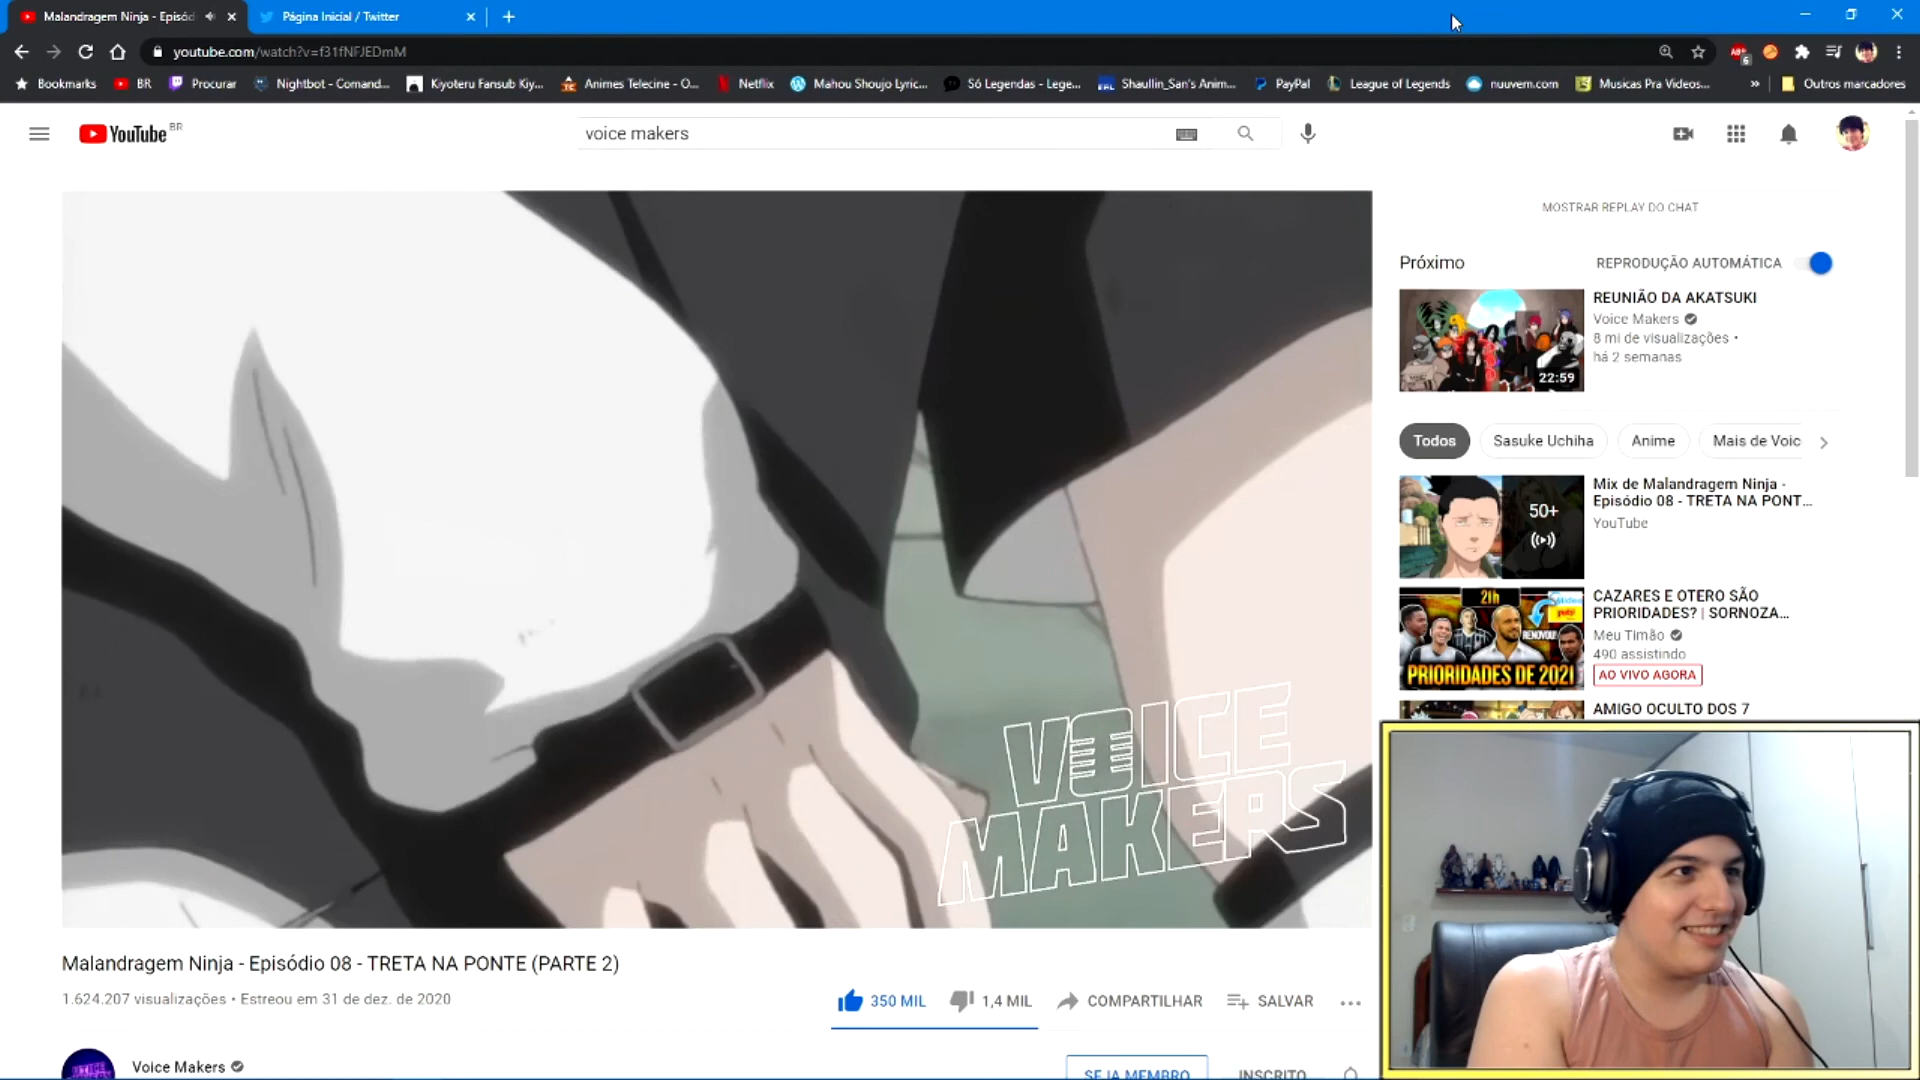 Malandragem Ninja - Episód
Página Inicial / Twitter
youtube.com/watch?v=f31fNFJEDmM
Bookmarks
BR
Procurar
Nightbot - Comand...
Kiyoteru Fansub Kiy...
Animes Telecine - O...
Netflix
Mahou Shoujo Lyric...
Só Legendas - Lege...
Shaullin_San's Anim...
PayPal
League of Legends
nuuvem.com
Musicas Pra Videos...
»
Outros marcadores
YouTube BR
voice makers
MOSTRAR REPLAY DO CHAT
Próximo
REPRODUÇÃO AUTOMÁTICA
REUNIÃO DA AKATSUKI
Voice Makers
8 mi de visualizações •
há 2 semanas
22:59
Todos
Sasuke Uchiha
Anime
Mais de Voic
Mix de Malandragem Ninja -
Episódio 08 - TRETA NA PONT...
YouTube
50+
CAZARES E OTERO SÃO
PRIORIDADES? | SORNOZA...
Meu Timão
490 assistindo
AO VIVO AGORA
21h
RENOVOU
PRIORIDADES DE 2021
AMIGO OCULTO DOS 7
VOICE
MAKERS
Malandragem Ninja - Episódio 08 - TRETA NA PONTE (PARTE 2)
1.624.207 visualizações • Estreou em 31 de dez. de 2020
350 MIL
1,4 MIL
COMPARTILHAR
SALVAR
Voice Makers
SEJA MEMBRO
INSCRITO